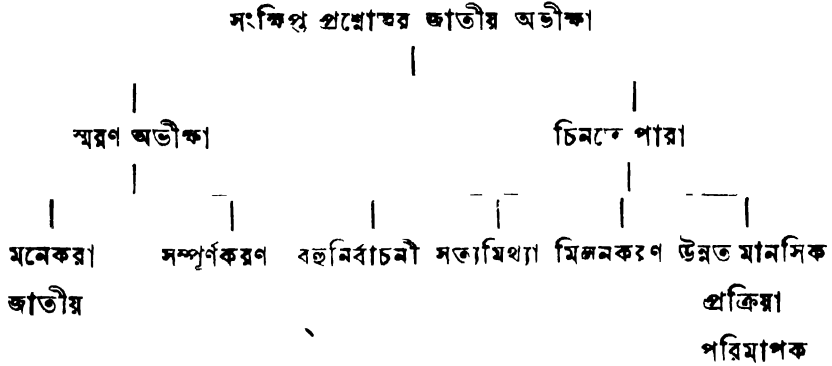 সংক্ষিপ্ত প্রশ্নোত্তর জাতীয় অভীক্ষা
স্মরণ অভীক্ষা চিনতে পারা
মনেকরা সম্পূর্ণকরণ বহুনির্বাচনী সত্যমিথ্যা মিলনকরণ উন্নত মানসিক
জাতীয় প্রক্রিয়া
পরিমাপক